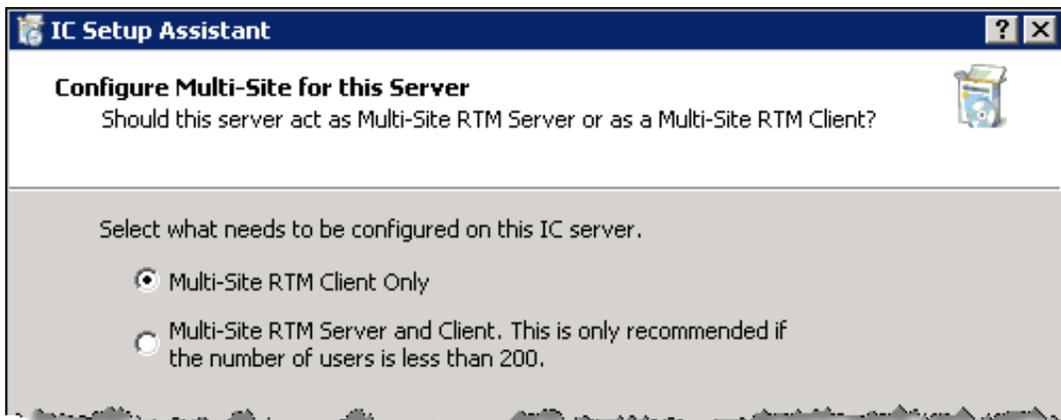 IC Setup Assistant
Configure Multi-Site for this Server
Should this server act as Multi-Site RTM Server or as a Multi-Site RTM Client?
Select what needs to be configured on this IC server.
Multi-Site RTM Client Only
Multi-Site RTM Server and Client. This is only recommended if
the number of users is less than 200.